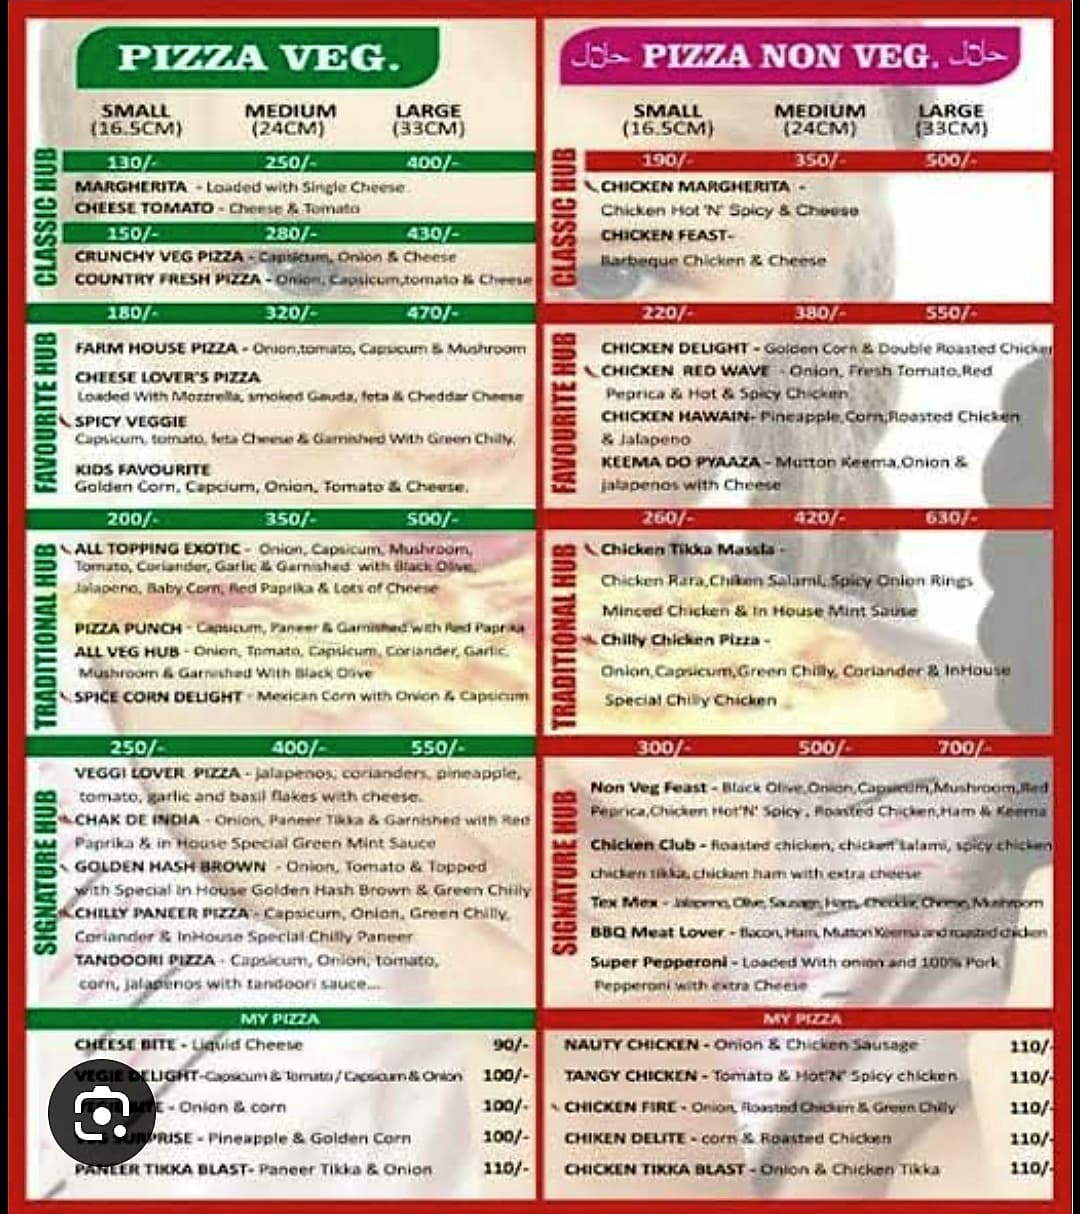 PIZZA VEG.
SMALL MEDIUM LARGE
(16.5CM) (24CM) (33CM)
CLASSIC HUB
130/- 250/- 400/-
MARGHERITA - Loaded with Single Cheese.
CHEESE TOMATO - Cheese & Tomato
150/- 280/- 430/-
CRUNCHY VEG PIZZA - Capsicum, Onion & Cheese
COUNTRY FRESH PIZZA - Onion, Capsicum,tomato & Cheese
FAVOURITE HUB
180/- 320/- 470/-
FARM HOUSE PIZZA - Onion,tomato, Capsicum & Mushroom
CHEESE LOVER'S PIZZA
Loaded With Mozzrella, smoked Gauda, feta & Cheddar Cheese
SPICY VEGGIE
Capsicum, tomato, feta Cheese & Garnished With Green Chilly.
KIDS FAVOURITE
Golden Corn, Capcium, Onion, Tomato & Cheese.
TRADITIONAL HUB
200/- 350/- 500/-
ALL TOPPING EXOTIC - Onion, Capsicum, Mushroom,
Tomato, Coriander, Garlic & Garnished with Black Olive,
Jalapeno, Baby Corn, Red Paprika & Lots of Cheese
PIZZA PUNCH - Capsicum, Paneer & Garnished with Red Paprika
ALL VEG HUB - Onion, Tomato, Capsicum, Coriander, Garlic,
Mushroom & Garnished With Black Olive
SPICE CORN DELIGHT - Mexican Corn with Onion & Capsicum
SIGNATURE HUB
250/- 400/- 550/-
VEGGI LOVER PIZZA - jalapenos, corianders, pineapple,
tomato, garlic and basil flakes with cheese.
CHAK DE INDIA - Onion, Paneer Tikka & Garnished with Red
Paprika & in House Special Green Mint Sauce
GOLDEN HASH BROWN - Onion, Tomato & Topped
with Special In House Golden Hash Brown & Green Chiily
CHILLY PANEER PIZZA - Capsicum, Onion, Green Chilly,
Coriander & InHouse Special Chilly Paneer
TANDOORI PIZZA - Capsicum, Onion, tomato,
corn, jalapenos with tandoori sauce...
MY PIZZA
CHEESE BITE - Liquid Cheese 90/-
VEGIE DELIGHT-Capsicum & Tomato / Capsicum & Onion 100/-
- Onion & corn 100/-
- Pineapple & Golden Corn 100/-
PANEER TIKKA BLAST- Paneer Tikka & Onion 110/-
حلال PIZZA NON VEG. حلال
SMALL MEDIUM LARGE
(16.5CM) (24CM) (33CM)
CLASSIC HUB
190/- 350/- 500/-
CHICKEN MARGHERITA -
Chicken Hot 'N' Spicy & Cheese
CHICKEN FEAST-
Barbeque Chicken & Cheese
FAVOURITE HUB
220/- 380/- 550/-
CHICKEN DELIGHT - Golden Corn & Double Roasted Chicken
CHICKEN RED WAVE - Onion, Fresh Tomato,Red
Peprica & Hot & Spicy Chicken
CHICKEN HAWAIN- Pineapple,Corn,Roasted Chicken
& Jalapeno
KEEMA DO PYAAZA - Mutton Keema,Onion &
jalapenos with Cheese
TRADITIONAL HUB
260/- 420/- 630/-
Chicken Tikka Massla -
Chicken Rara,Chiken Salami, Spicy Onion Rings
Minced Chicken & In House Mint Sause
Chilly Chicken Pizza -
Onion,Capsicum,Green Chilly, Coriander & InHouse
Special Chilly Chicken
SIGNATURE HUB
300/- 500/- 700/-
Non Veg Feast - Black Olive,Onion,Capsicum,Mushroom,Red
Peprica,Chicken Hot'N' Spicy , Roasted Chicken,Ham & Keema
Chicken Club - Roasted chicken, chicken salami, spicy chicken
chicken tikka, chicken ham with extra cheese
Tex Mex - Jalapeno, Olive, Sausage, Ham, Cheddar, Cheese, Mushroom
BBQ Meat Lover - Bacon, Ham, Mutton Keema and roasted chicken
Super Pepperoni - Loaded With onion and 100% Pork
Pepperoni with extra Cheese
MY PIZZA
NAUTY CHICKEN - Onion & Chicken Sausage 110/-
TANGY CHICKEN - Tomato & Hot'N' Spicy chicken 110/-
CHICKEN FIRE - Onion, Roasted Chicken & Green Chilly 110/-
CHIKEN DELITE - corn & Roasted Chicken 110/-
CHICKEN TIKKA BLAST - Onion & Chicken Tikka 110/-